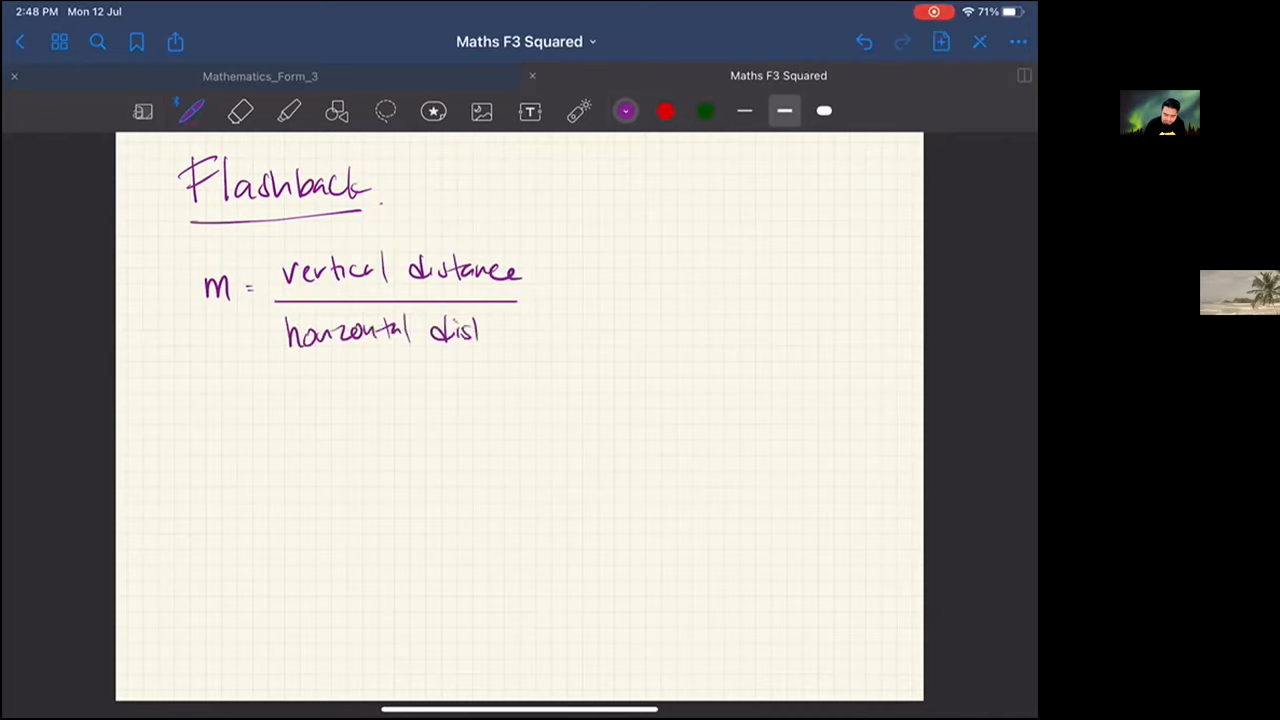 2:48 PM Mon 12 Jul
71%
Maths F3 Squared
Mathematics_Form_3
Maths F3 Squared
T
Flashback.
m = vertical distance
horizontal dist